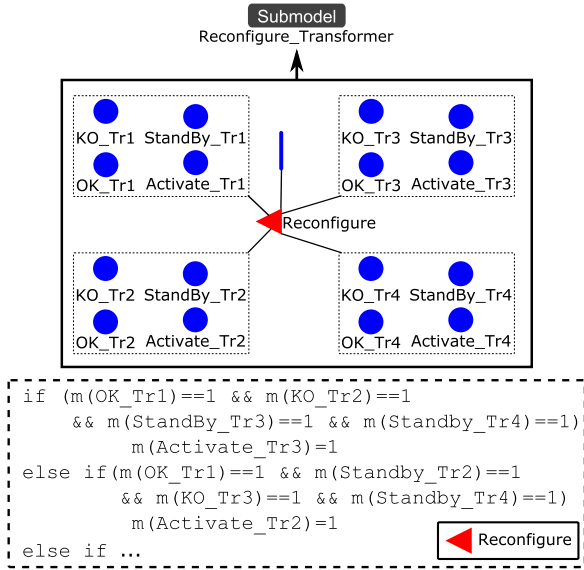 Submodel
Reconfigure_Transformer
KO_Tr1 StandBy_Tr1
OK_Tr1 Activate_Tr1
KO_Tr3 StandBy_Tr3
OK_Tr3 Activate_Tr3
Reconfigure
KO_Tr2 StandBy_Tr2
OK_Tr2 Activate_Tr2
KO_Tr4 StandBy_Tr4
OK_Tr4 Activate_Tr4
if (m(OK_Tr1)==1 && m(KO_Tr2)==1
&& m(StandBy_Tr3)==1 && m(Standby_Tr4)==1)
m(Activate_Tr3)=1
else if(m(OK_Tr1)==1 && m(Standby_Tr2)==1
&& m(KO_Tr3)==1 && m(Standby_Tr4)==1)
m(Activate_Tr2)=1
else if ...
Reconfigure